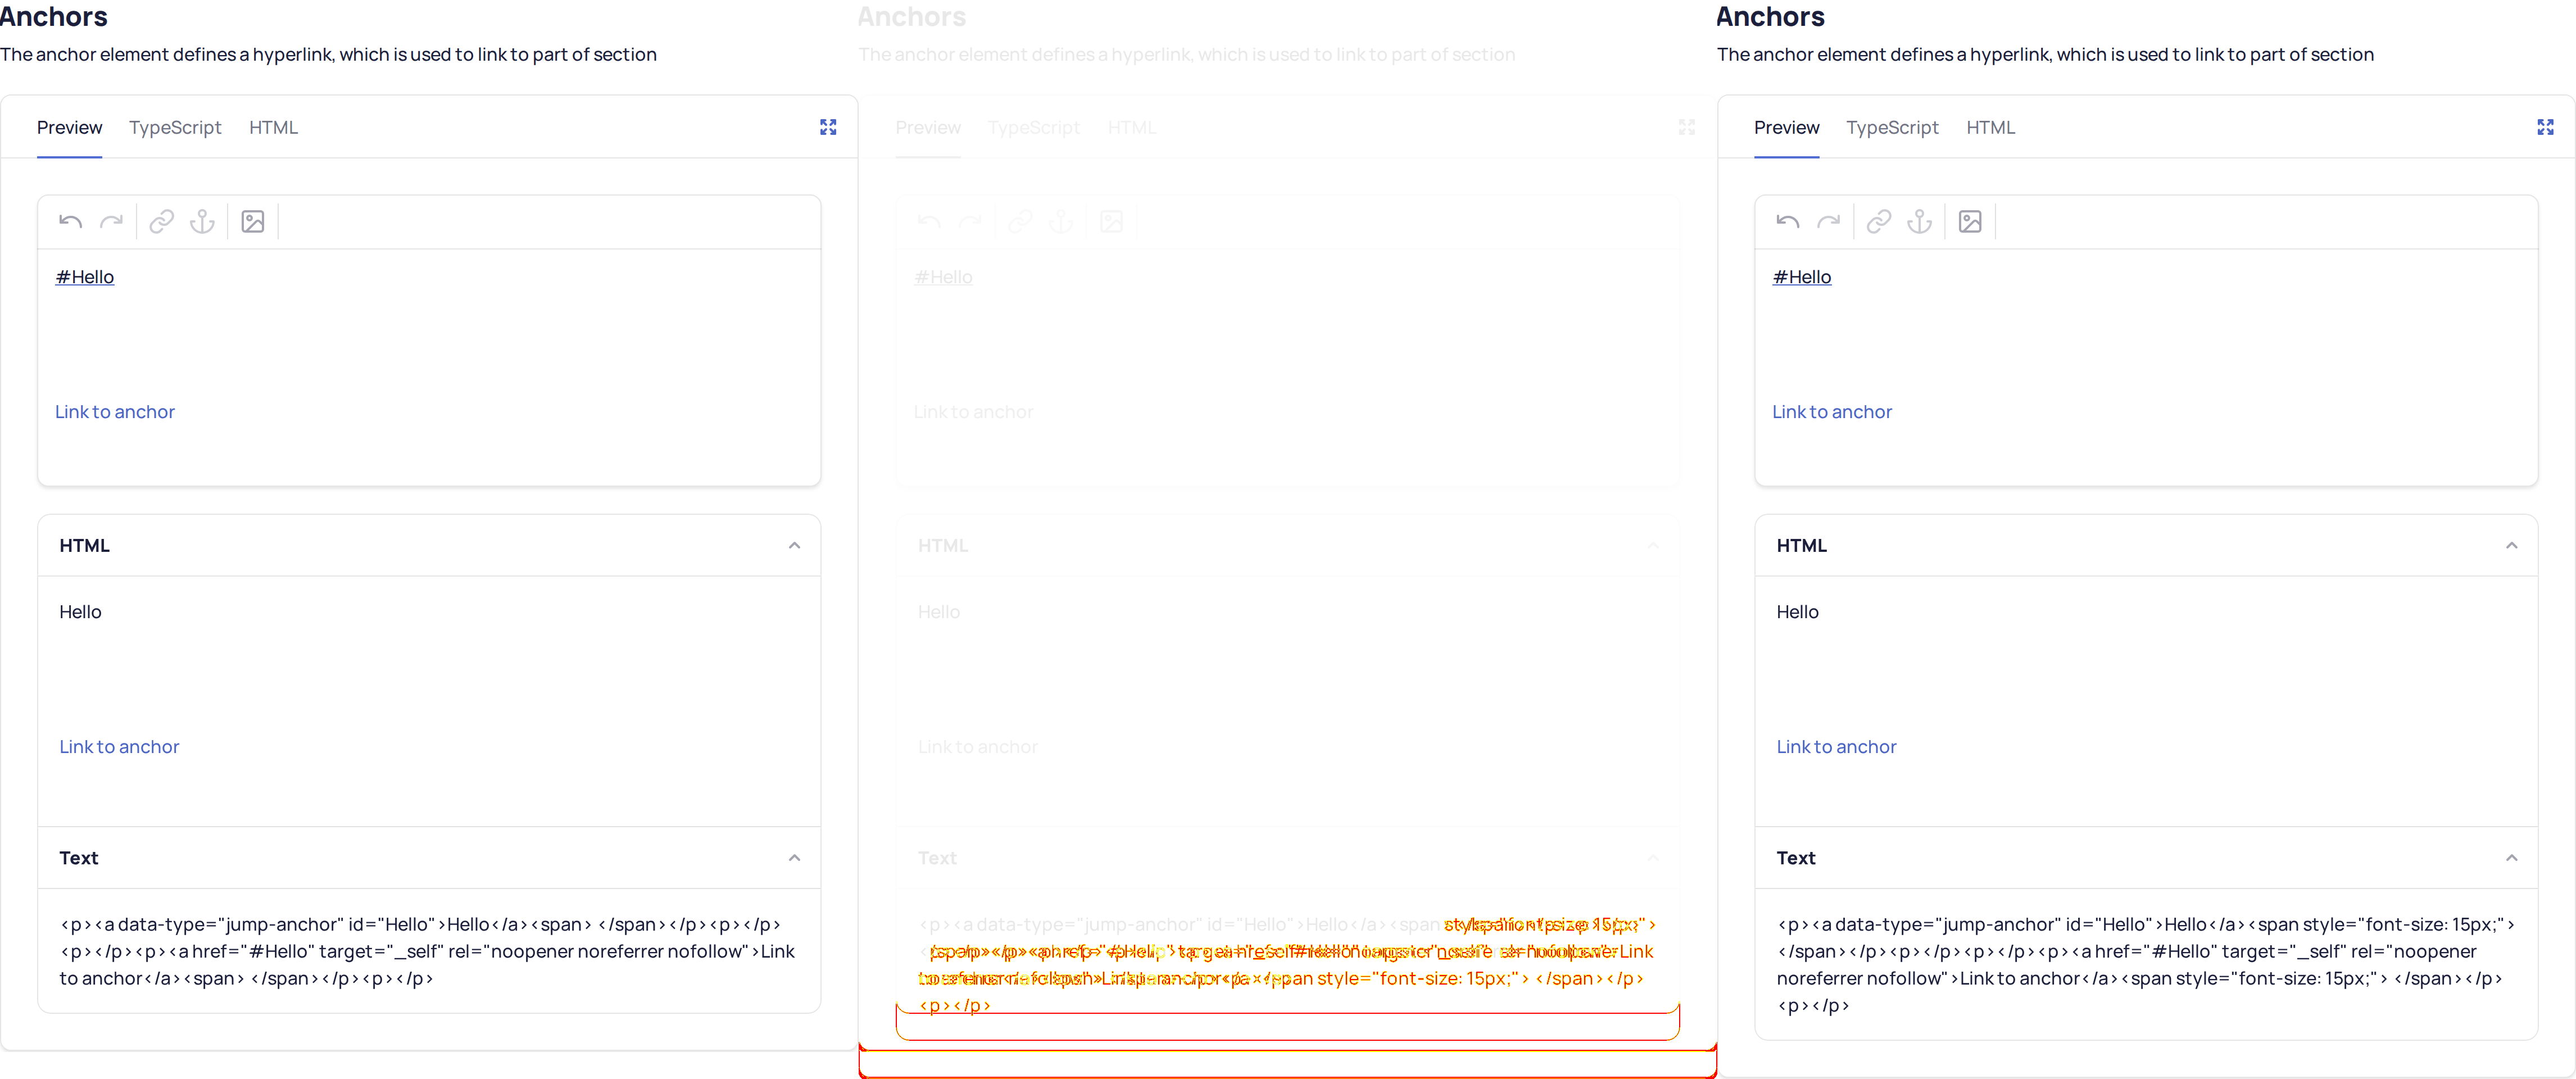 Anchors
The anchor element defines a hyperlink, which is used to link to part of section
Preview TypeScript HTML
#Hello
Link to anchor
HTML
Hello
Link to anchor
Text
<p><a data-type="jump-anchor" id="Hello">Hello</a><span> </span></p><p></p>
<p></p><p><a href="#Hello" target="_self" rel="noopener noreferrer nofollow">Link
to anchor</a><span> </span></p><p></p>
Anchors
The anchor element defines a hyperlink, which is used to link to part of section
Preview TypeScript HTML
#Hello
Link to anchor
HTML
Hello
Link to anchor
Text
<p><a data-type="jump-anchor" id="Hello">Hello</a><span
<p></p>
Anchors
The anchor element defines a hyperlink, which is used to link to part of section
Preview TypeScript HTML
#Hello
Link to anchor
HTML
Hello
Link to anchor
Text
<p><a data-type="jump-anchor" id="Hello">Hello</a><span style="font-size: 15px;">
</span></p><p></p><p></p><p><a href="#Hello" target="_self" rel="noopener
noreferrer nofollow">Link to anchor</a><span style="font-size: 15px;"> </span></p>
<p></p>